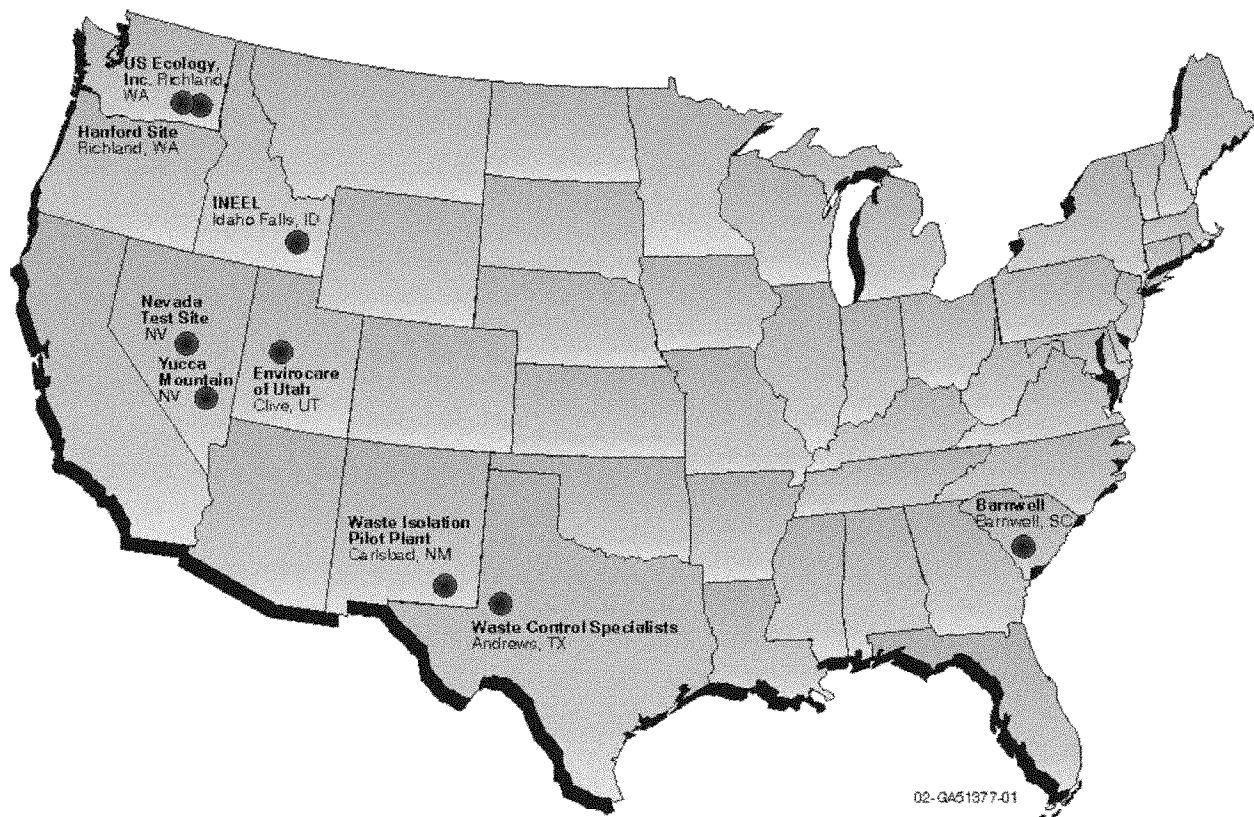 US Ecology,
Inc. Richland,
WA
Hanford Site
Richland, WA
INEEL
Idaho Falls, ID
Nevada
Test Site
NV
Yucca
Mountain
NV
Envirocare
of Utah
Clive, UT
Waste Isolation
Pilot Plant
Carlsbad, NM
Waste Control Specialists
Andrews, TX
Barnwell
Barnwell, SC
02-GA51377-01